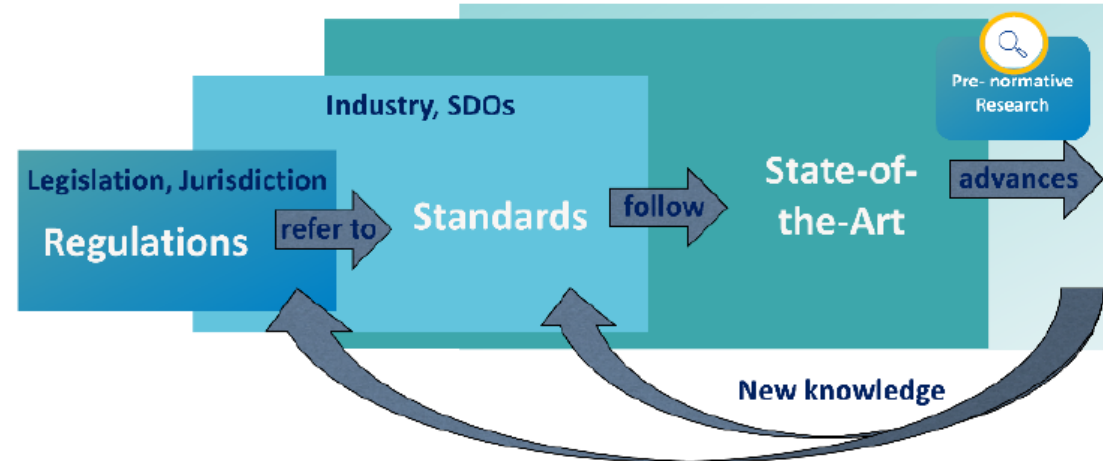 Pre- normative
Research
Industry, SDOs
Legislation, Jurisdiction
Regulations
refer to
Standards
follow
State-of-
the-Art
advances
New knowledge